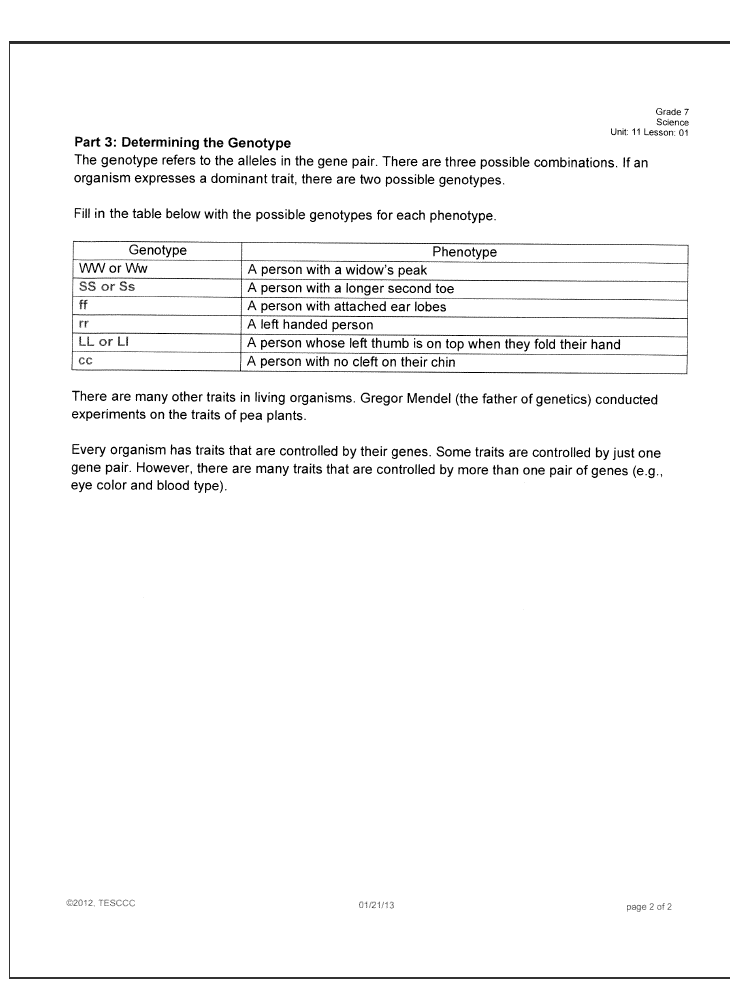 Grade 7
Science
Unit: 11 Lesson: 01
Part 3: Determining the Genotype
The genotype refers to the alleles in the gene pair. There are three possible combinations. If an
organism expresses a dominant trait, there are two possible genotypes.
Fill in the table below with the possible genotypes for each phenotype.
Genotype Phenotype
WW or Ww A person with a widow's peak
SS or Ss A person with a longer second toe
ff A person with attached ear lobes
rr A left handed person
LL or Ll A person whose left thumb is on top when they fold their hand
cc A person with no cleft on their chin
There are many other traits in living organisms. Gregor Mendel (the father of genetics) conducted
experiments on the traits of pea plants.
Every organism has traits that are controlled by their genes. Some traits are controlled by just one
gene pair. However, there are many traits that are controlled by more than one pair of genes (e.g.,
eye color and blood type).
©2012, TESCCC 01/21/13 page 2 of 2